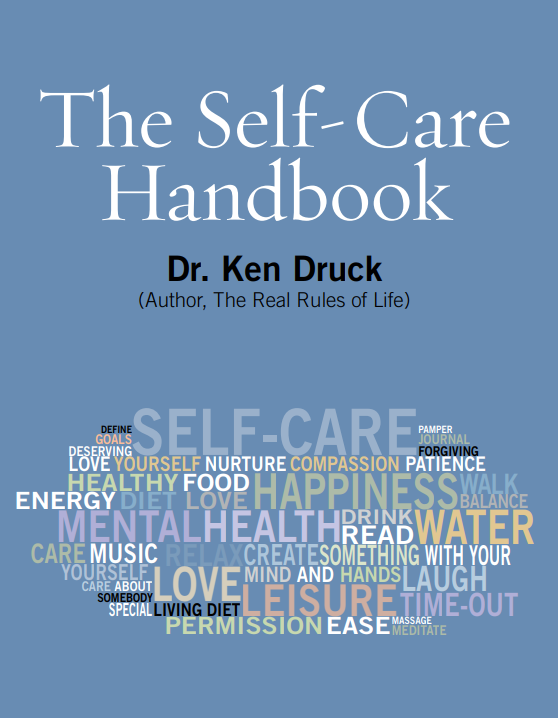 The Self-Care
Handbook
Dr. Ken Druck
(Author, The Real Rules of Life)
DEFINE
GOALS
DESERVING
SELF-CARE
PAMPER
JOURNAL
FORGIVING
LOVE YOURSELF NURTURE COMPASSION PATIENCE
HEALTHY FOOD
HAPPINESS
WALK
BALANCE
ENERGY DIET LOVE
MENTALHEALTH
DRINK
READ
WATER
CARE MUSIC RELAX CREATE SOMETHING WITH YOUR
YOURSELF
CARE ABOUT
SOMEBODY
SPECIAL
LOVE
MIND AND HANDS
LAUGH
LIVING DIET
LEISURE
TIME-OUT
PERMISSION EASE
MASSAGE
MEDITATE